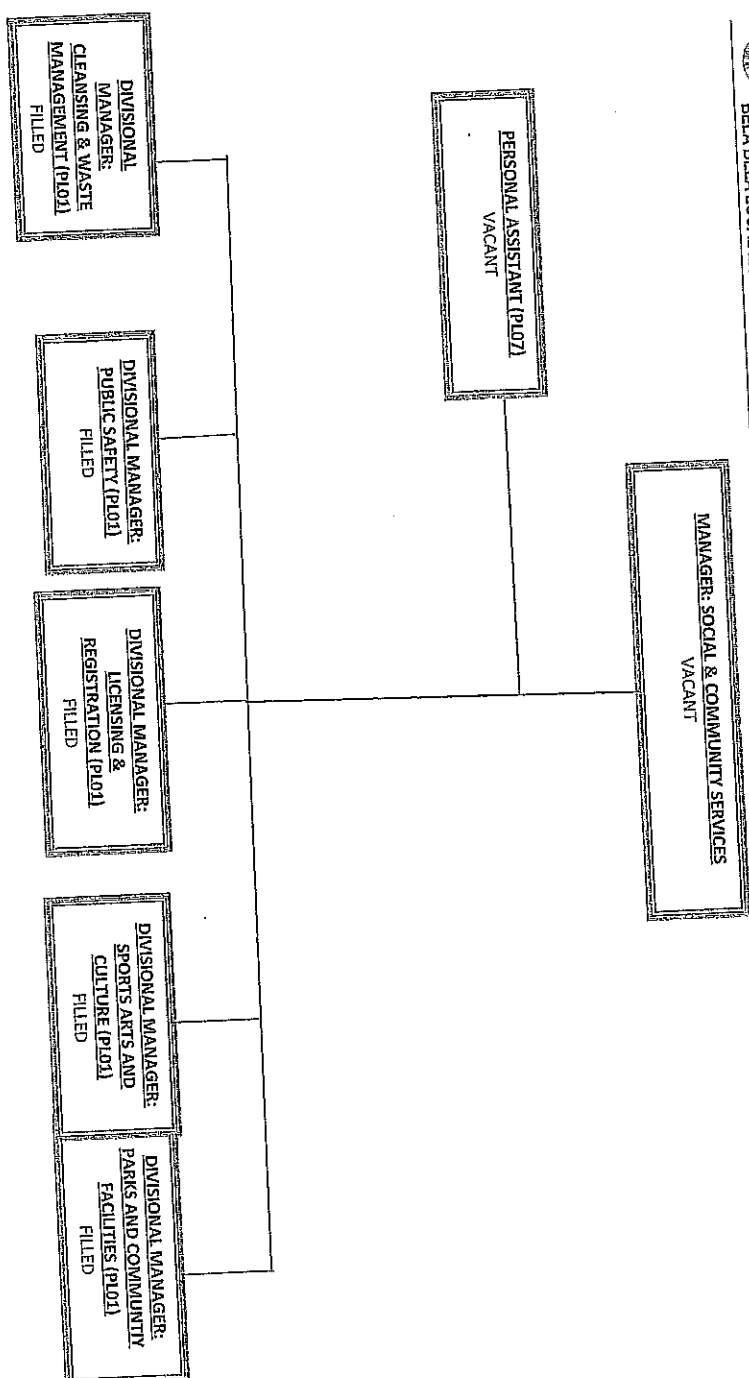 MANAGER: SOCIAL & COMMUNITY SERVICES
VACANT
PERSONAL ASSISTANT (PL07)
VACANT
DIVISIONAL
MANAGER:
CLEANSING & WASTE
MANAGEMENT (PL01)
FILLED
DIVISIONAL MANAGER:
PUBLIC SAFETY (PL01)
FILLED
DIVISIONAL MANAGER:
LICENSING &
REGISTRATION (PL01)
FILLED
DIVISIONAL MANAGER:
SPORTS ARTS AND
CULTURE (PL01)
FILLED
DIVISIONAL MANAGER:
PARKS AND COMMUNTIY
FACILITIES (PL01)
FILLED